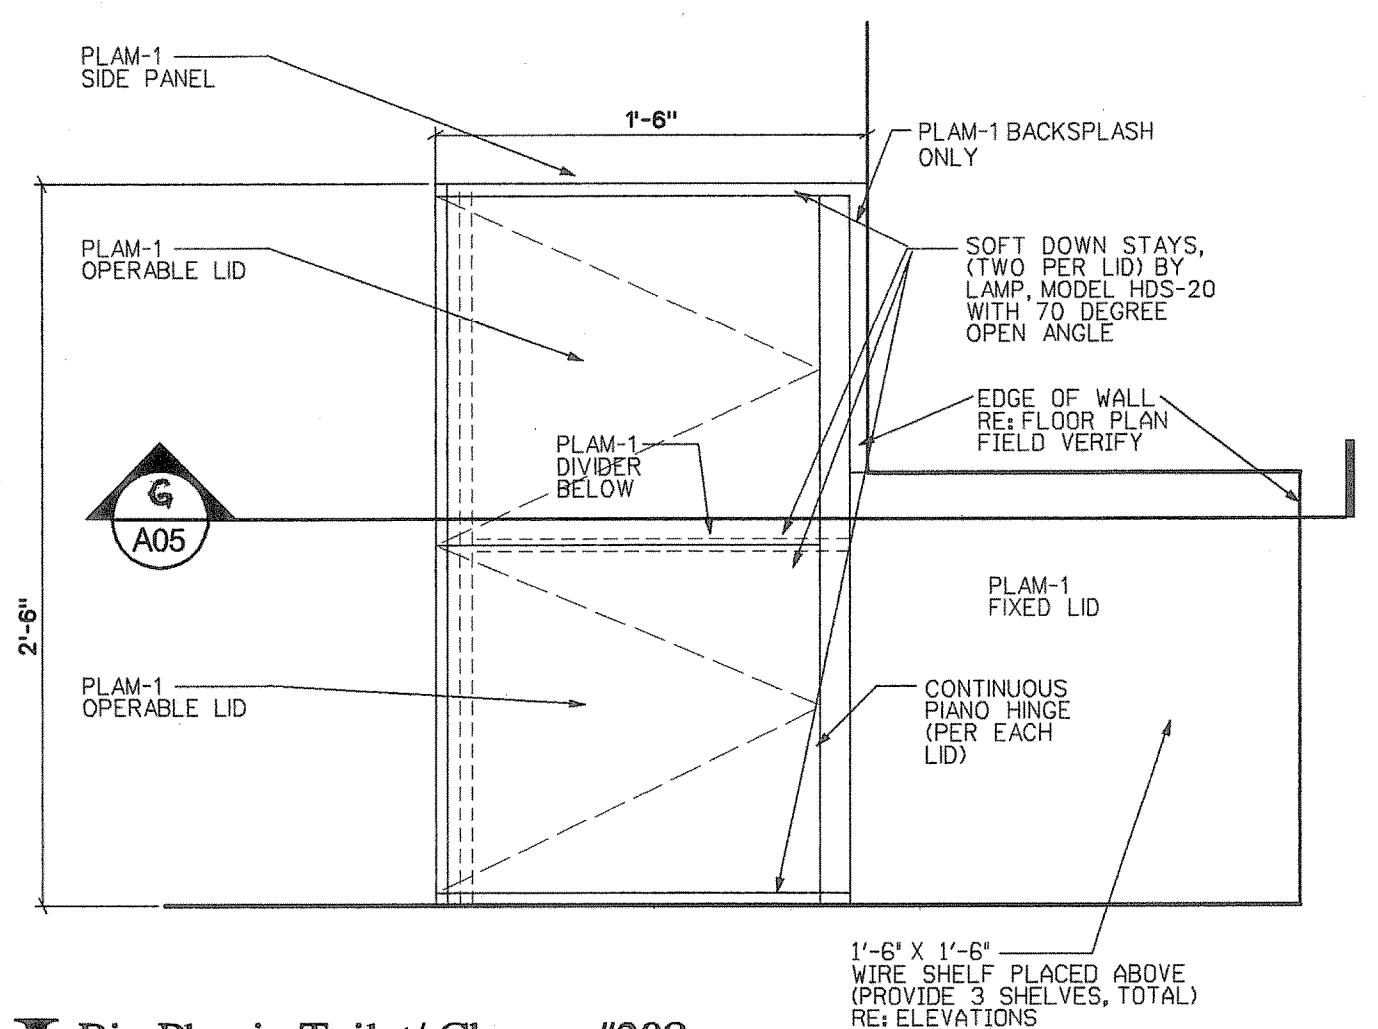 PLAM-1
SIDE PANEL
1'-6"
PLAM-1 BACKSPLASH
ONLY
PLAM-1
OPERABLE LID
SOFT DOWN STAYS,
(TWO PER LID) BY
LAMP, MODEL HDS-20
WITH 70 DEGREE
OPEN ANGLE
EDGE OF WALL
RE: FLOOR PLAN
FIELD VERIFY
PLAM-1
DIVIDER
BELOW
G
A05
PLAM-1
FIXED LID
2'-6"
PLAM-1
OPERABLE LID
CONTINUOUS
PIANO HINGE
(PER EACH
LID)
1'-6" X 1'-6"
WIRE SHELF PLACED ABOVE
(PROVIDE 3 SHELVES, TOTAL)
RE: ELEVATIONS